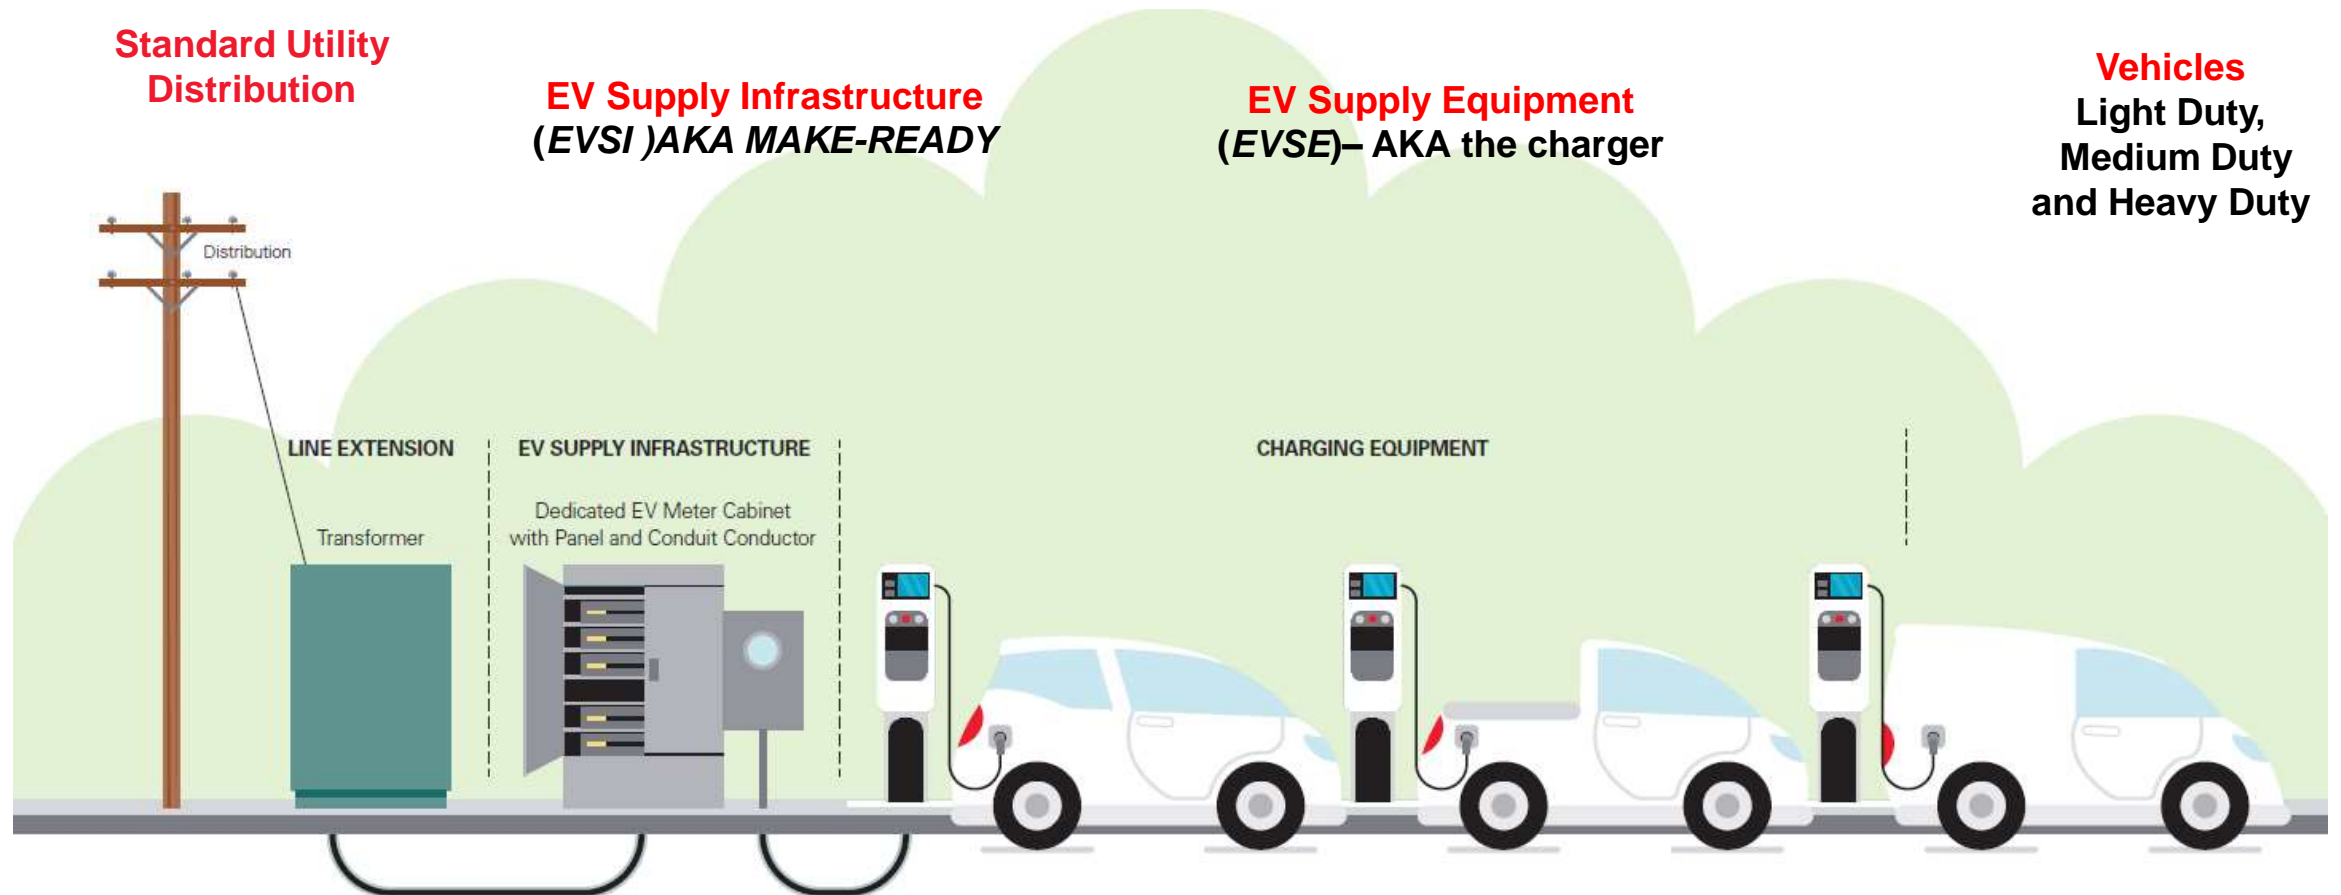 Standard Utility
Distribution
EV Supply Infrastructure
(EVSI )AKA MAKE-READY
EV Supply Equipment
(EVSE)– AKA the charger
Vehicles
Light Duty,
Medium Duty
and Heavy Duty
Distribution
LINE EXTENSION
EV SUPPLY INFRASTRUCTURE
CHARGING EQUIPMENT
Transformer
Dedicated EV Meter Cabinet
with Panel and Conduit Conductor